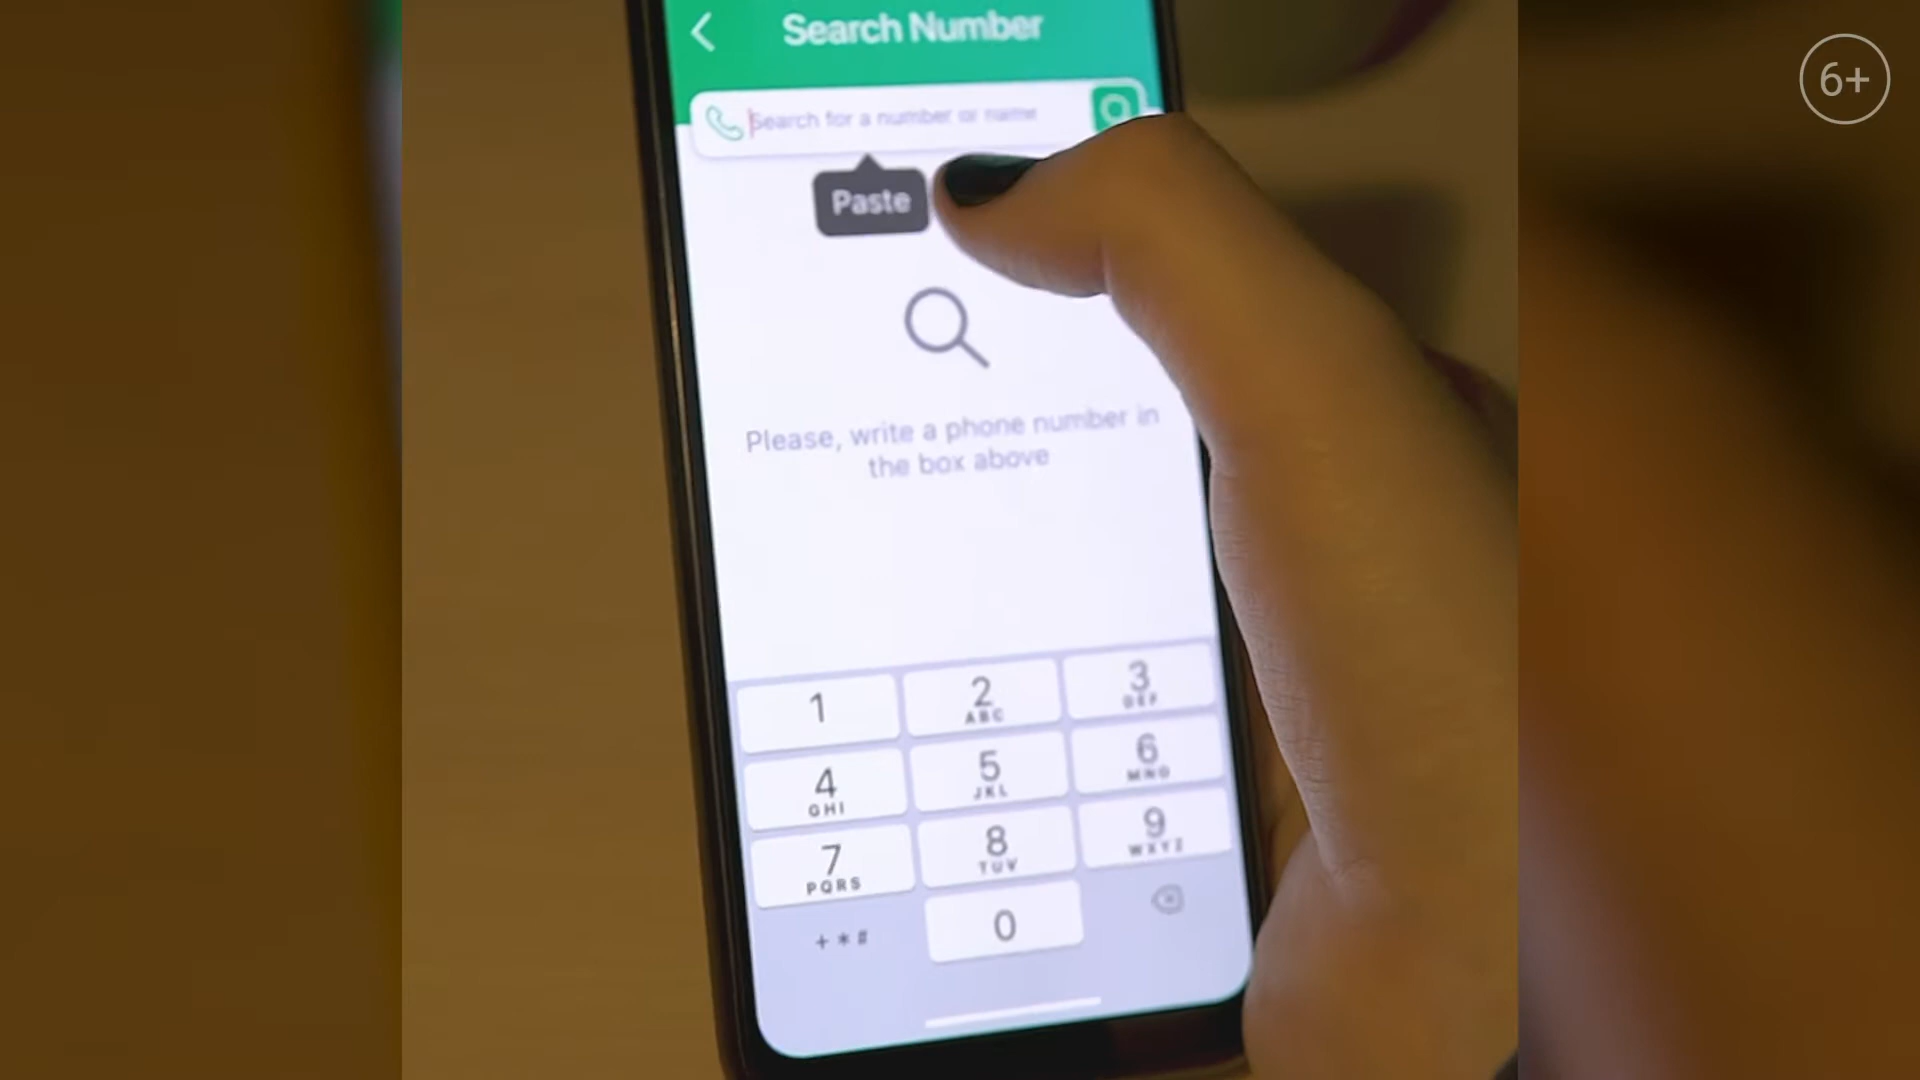 Search Number
6+
Search for a number or name
Paste
Please, write a phone number in
the box above
1
2
ABC
3
DEF
4
GHI
5
JKL
6
MNO
7
PQRS
8
TUV
9
WXYZ
+*#
0